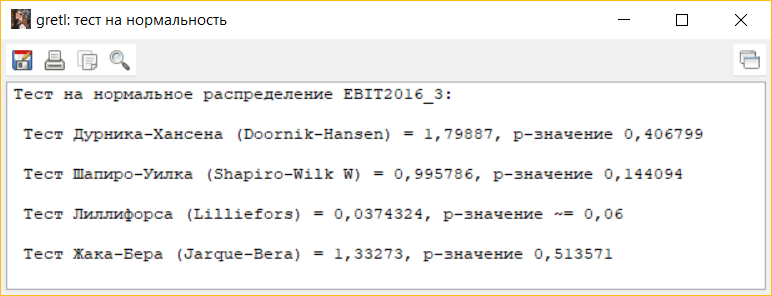 gretl: тест на нормальность
Тест на нормальное распределение EBIT2016_3:
Тест Дурника-Хансена (Doornik-Hansen) = 1,79887, р-значение 0,406799
Тест Шапиро-Уилка (Shapiro-Wilk W) = 0,995786, р-значение 0,144094
Тест Лиллифорса (Lilliefors) = 0,0374324, р-значение ~= 0,06
Тест Жака-Бера (Jarque-Bera) = 1,33273, р-значение 0,513571